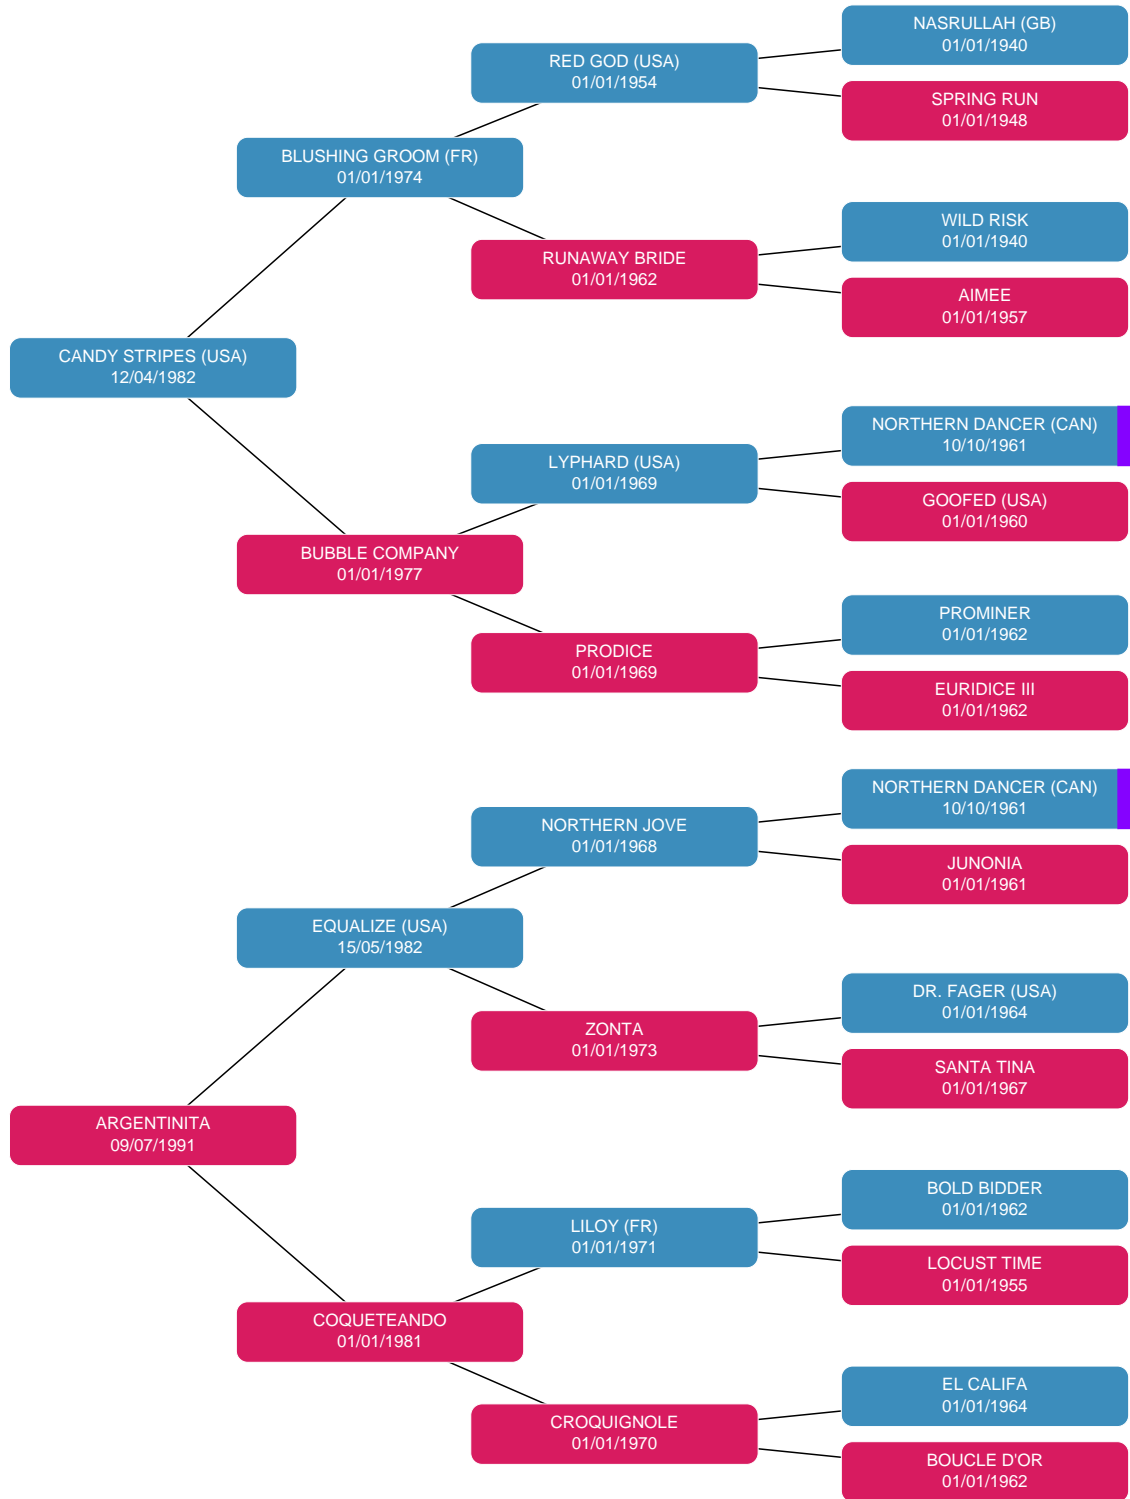 NASRULLAH (GB)
01/01/1940
RED GOD (USA)
01/01/1954
SPRING RUN
01/01/1948
BLUSHING GROOM (FR)
01/01/1974
WILD RISK
01/01/1940
RUNAWAY BRIDE
01/01/1962
AIMEE
01/01/1957
CANDY STRIPES (USA)
12/04/1982
NORTHERN DANCER (CAN)
10/10/1961
LYPHARD (USA)
01/01/1969
GOOFED (USA)
01/01/1960
BUBBLE COMPANY
01/01/1977
PROMINER
01/01/1962
PRODICE
01/01/1969
EURIDICE III
01/01/1962
NORTHERN DANCER (CAN)
10/10/1961
NORTHERN JOVE
01/01/1968
JUNONIA
01/01/1961
EQUALIZE (USA)
15/05/1982
DR. FAGER (USA)
01/01/1964
ZONTA
01/01/1973
SANTA TINA
01/01/1967
ARGENTINITA
09/07/1991
BOLD BIDDER
01/01/1962
LILOY (FR)
01/01/1971
LOCUST TIME
01/01/1955
COQUETEANDO
01/01/1981
EL CALIFA
01/01/1964
CROQUIGNOLE
01/01/1970
BOUCLE D'OR
01/01/1962